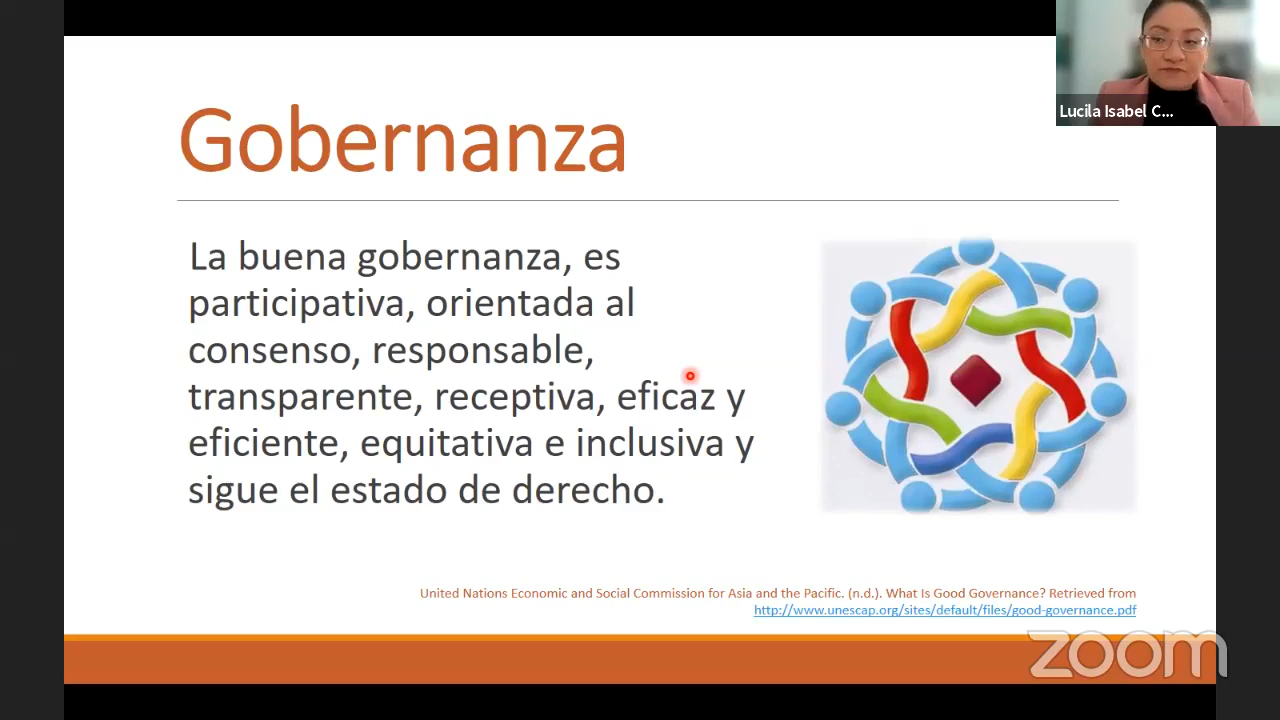 Lucila Isabel C...
Gobernanza
La buena gobernanza, es
participativa, orientada al
consenso, responsable,
transparente, receptiva, eficaz y
eficiente, equitativa e inclusiva y
sigue el estado de derecho.
United Nations Economic and Social Commission for Asia and the Pacific. (n.d.). What Is Good Governance? Retrieved from
http://www.unescap.org/sites/default/files/good-governance.pdf
zoom